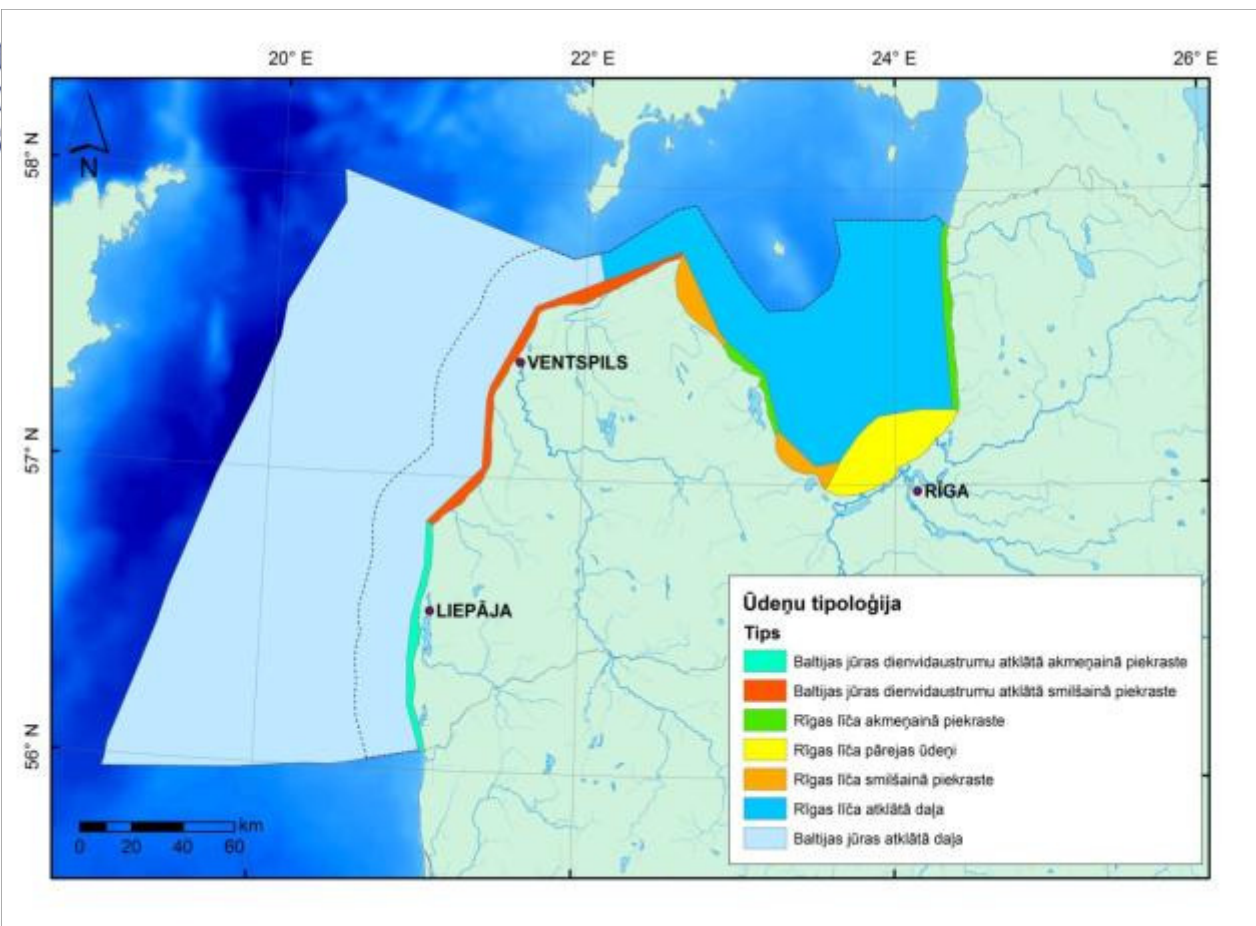 20° E 22° E 24° E 26° E
58° N
N
VENTSPILS
57° N
RĪGA
LIEPĀJA
Ūdeņu tipoloģija
Tips
Baltijas jūras dienvidaustrumu atklātā akmeņainā piekraste
Baltijas jūras dienvidaustrumu atklātā smilšainā piekraste
Rīgas līča akmeņainā piekraste
56° N
Rīgas līča pārejas ūdeņi
Rīgas līča smilšainā piekraste
Rīgas līča atklātā daļa
km
Baltijas jūras atklātā daļa
0 20 40 60